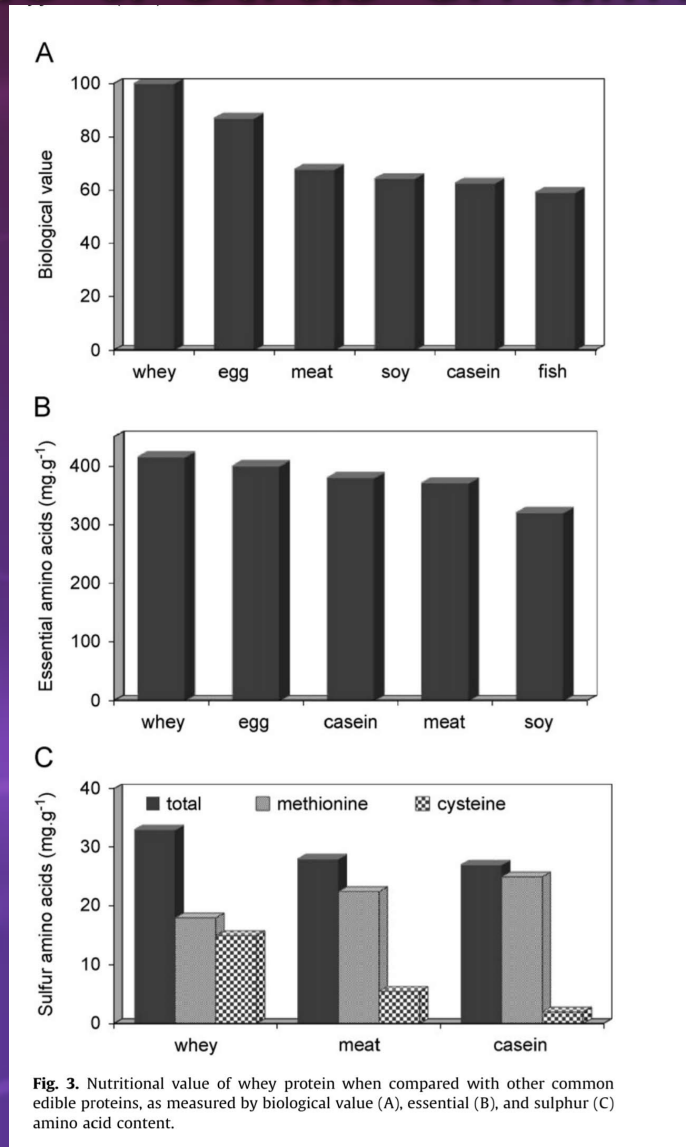 A
Biological value
100
80
60
40
20
0
whey egg meat soy casein fish
B
Essential amino acids (mg.g-1)
400
300
200
100
0
whey egg casein meat soy
C
Sulfur amino acids (mg.g-1)
40
30
20
10
0
total methionine cysteine
whey meat casein
Fig. 3. Nutritional value of whey protein when compared with other common
edible proteins, as measured by biological value (A), essential (B), and sulphur (C)
amino acid content.